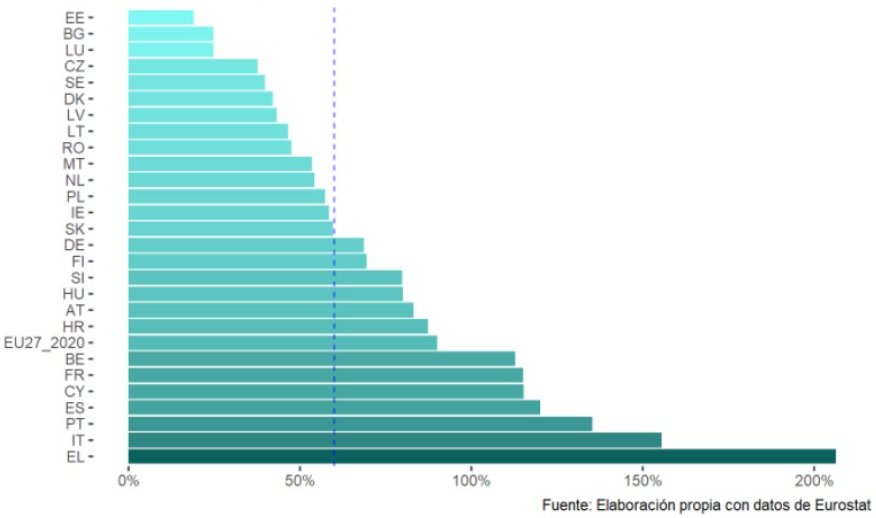 EE
BG
LU
CZ
SE
DK
LV
LT
RO
MT
NL
PL
IE
SK
DE
FI
SI
HU
AT
HR
EU27_2020
BE
FR
CY
ES
PT
IT
EL
0% 50% 100% 150% 200%
Fuente: Elaboración propia con datos de Eurostat